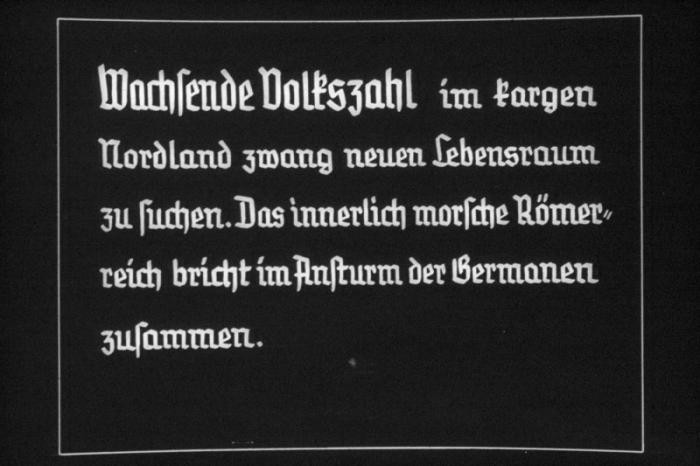 Wachsende Volkszahl im kargen
Nordland zwang neuen Lebensraum
zu suchen. Das innerlich morsche Römer-
reich bricht im Ansturm der Germanen
zusammen.